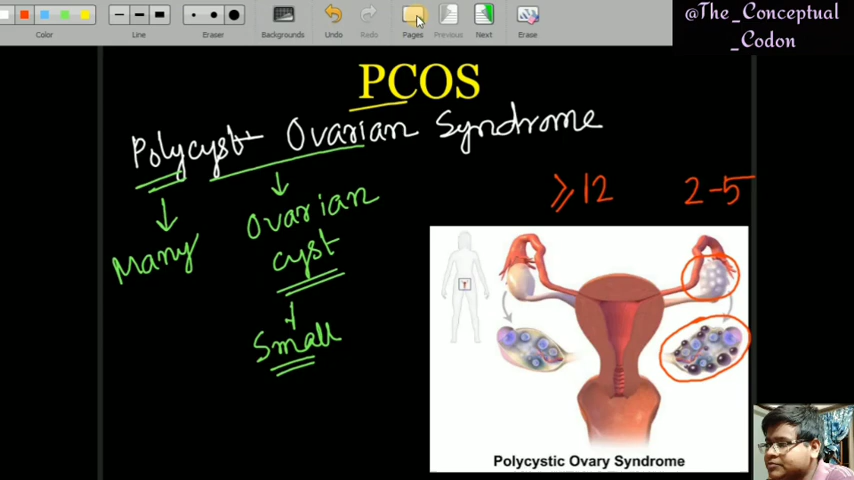 Color
Line
Eraser
Backgrounds
Undo
Redo
Pages
Previous
Next
Erase
@The_Conceptual
_Codon
PCOS
Polycyst Ovarian Syndrome
Many
Ovarian
cyst
Small
≥12 2-5
Polycystic Ovary Syndrome